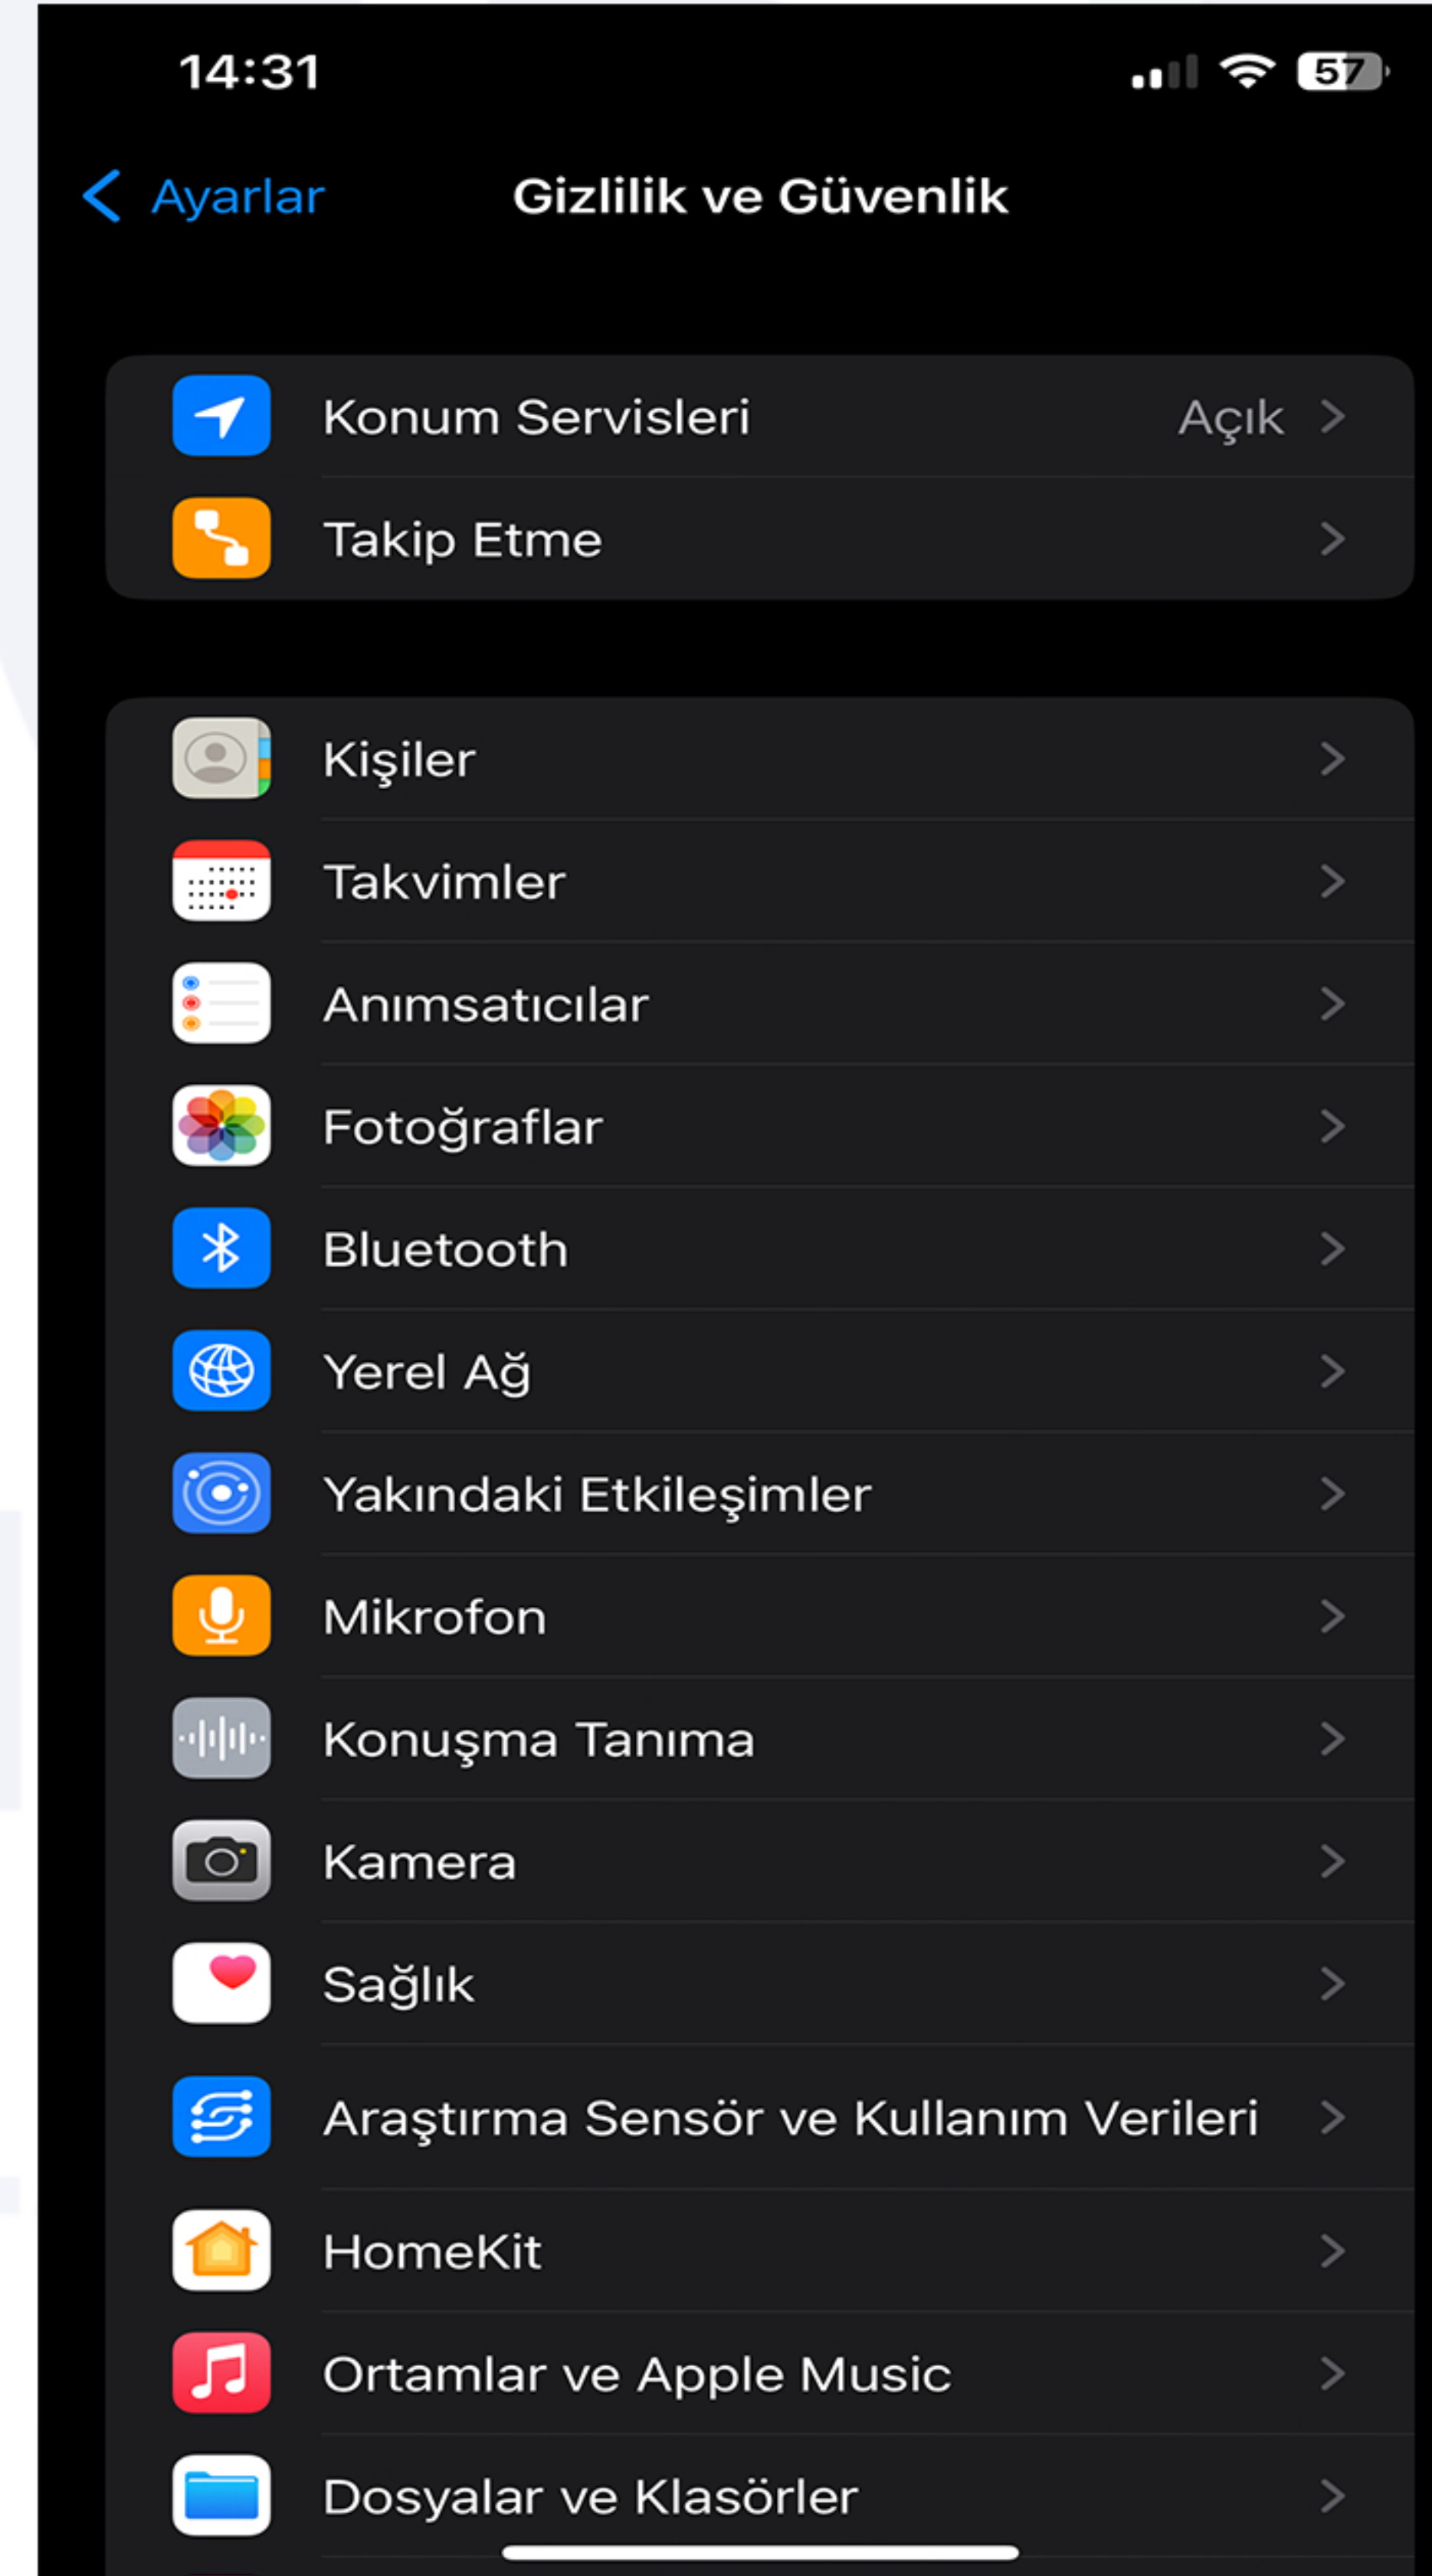 14:31
57
Ayarlar
Gizlilik ve Güvenlik
Konum Servisleri
Açık
Takip Etme
Kişiler
Takvimler
Anımsatıcılar
Fotoğraflar
Bluetooth
Yerel Ağ
Yakındaki Etkileşimler
Mikrofon
Konuşma Tanıma
Kamera
Sağlık
Araştırma Sensör ve Kullanım Verileri
HomeKit
Ortamlar ve Apple Music
Dosyalar ve Klasörler